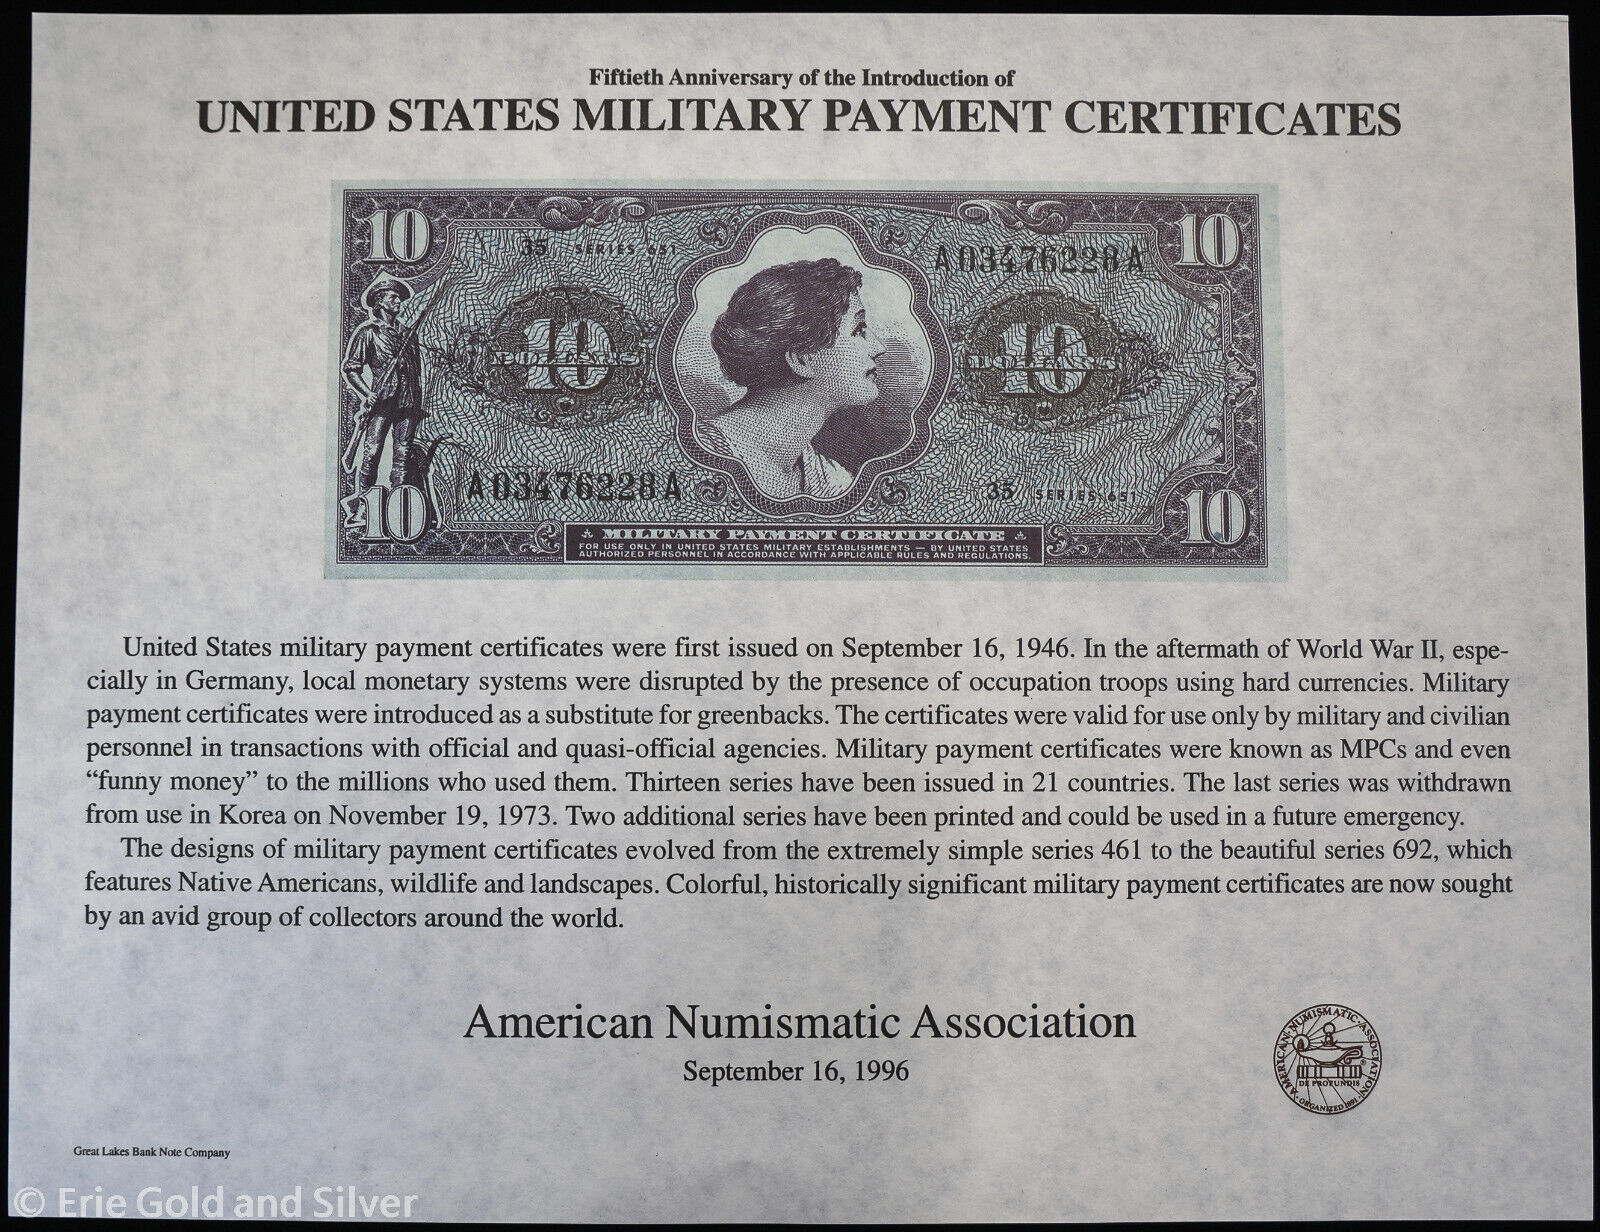 Fiftieth Anniversary of the Introduction of
UNITED STATES MILITARY PAYMENT CERTIFICATES
10 10
35 SERIES 651
A03476228A
10 10
DOLLARS DOLLARS
A03476228A
35 SERIES 651
10 10
MILITARY PAYMENT CERTIFICATE
FOR USE ONLY IN UNITED STATES MILITARY ESTABLISHMENTS — BY UNITED STATES
AUTHORIZED PERSONNEL IN ACCORDANCE WITH APPLICABLE RULES AND REGULATIONS.
United States military payment certificates were first issued on September 16, 1946. In the aftermath of World War II, espe-
cially in Germany, local monetary systems were disrupted by the presence of occupation troops using hard currencies. Military
payment certificates were introduced as a substitute for greenbacks. The certificates were valid for use only by military and civilian
personnel in transactions with official and quasi-official agencies. Military payment certificates were known as MPCs and even
“funny money” to the millions who used them. Thirteen series have been issued in 21 countries. The last series was withdrawn
from use in Korea on November 19, 1973. Two additional series have been printed and could be used in a future emergency.
The designs of military payment certificates evolved from the extremely simple series 461 to the beautiful series 692, which
features Native Americans, wildlife and landscapes. Colorful, historically significant military payment certificates are now sought
by an avid group of collectors around the world.
American Numismatic Association
September 16, 1996
AMERICAN NUMISMATIC ASSOCIATION
DE PROFUNDIS
ORGANIZED 1891
®
Great Lakes Bank Note Company
© Erie Gold and Silver